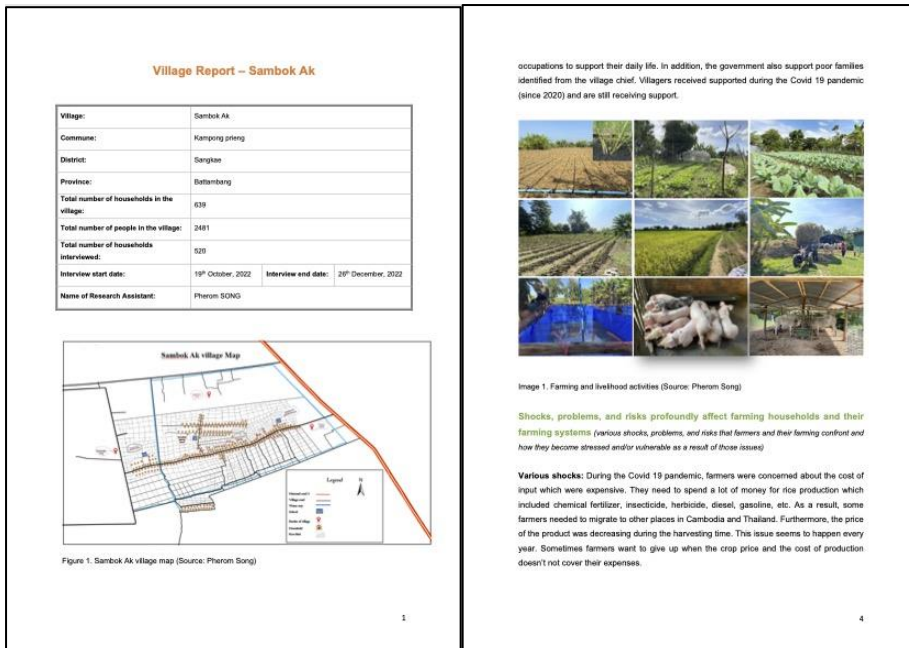 Village Report – Sambok Ak
Village: Sambok Ak
Commune: Kampong prieng
District: Sangkae
Province: Battambang
Total number of households in the
village: 639
Total number of people in the village: 2481
Total number of households
interviewed: 526
Interview start date: 19th October, 2022 Interview end date: 26th December, 2022
Name of Research Assistant: Pherom SONG
Sambok Ak village Map
Legend
N
Figure 1. Sambok Ak village map (Source: Pherom Song)
1
occupations to support their daily life. In addition, the government also support poor families
identified from the village chief. Villagers received supported during the Covid 19 pandemic
(since 2020) and are still receiving support.
Image 1. Farming and livelihood activities (Source: Pherom Song)
Shocks, problems, and risks profoundly affect farming households and their
farming systems (various shocks, problems, and risks that farmers and their farming confront and
how they become stressed and/or vulnerable as a result of those issues)
Various shocks: During the Covid 19 pandemic, farmers were concerned about the cost of
input which were expensive. They need to spend a lot of money for rice production which
included chemical fertilizer, insecticide, herbicide, diesel, gasoline, etc. As a result, some
farmers needed to migrate to other places in Cambodia and Thailand. Furthermore, the price
of the product was decreasing during the harvesting time. This issue seems to happen every
year. Sometimes farmers want to give up when the crop price and the cost of production
doesn't not cover their expenses.
4